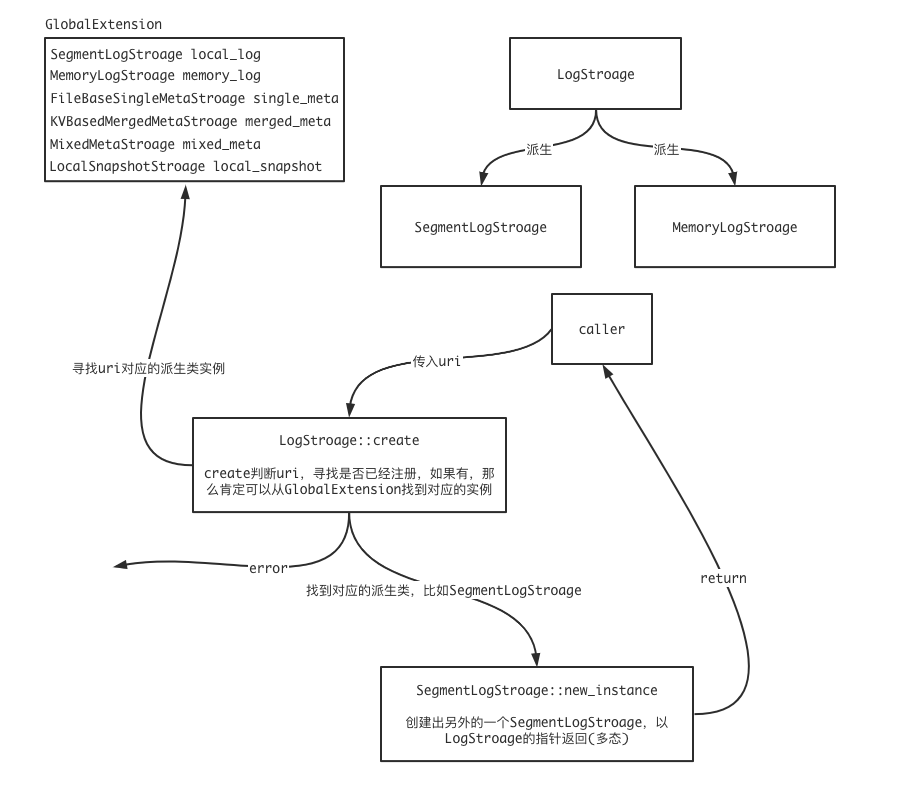 GlobalExtension
SegmentLogStroage local_log
MemoryLogStroage memory_log
FileBaseSingleMetaStroage single_meta
KVBasedMergedMetaStroage merged_meta
MixedMetaStroage mixed_meta
LocalSnapshotStroage local_snapshot
LogStroage
派生
派生
SegmentLogStroage
MemoryLogStroage
caller
传入uri
寻找uri对应的派生类实例
LogStroage::create
create判断uri，寻找是否已经注册，如果有，那
么肯定可以从GlobalExtension找到对应的实例
error
找到对应的派生类，比如SegmentLogStroage
return
SegmentLogStroage::new_instance
创建出另外的一个SegmentLogStroage，以
LogStroage的指针返回(多态)